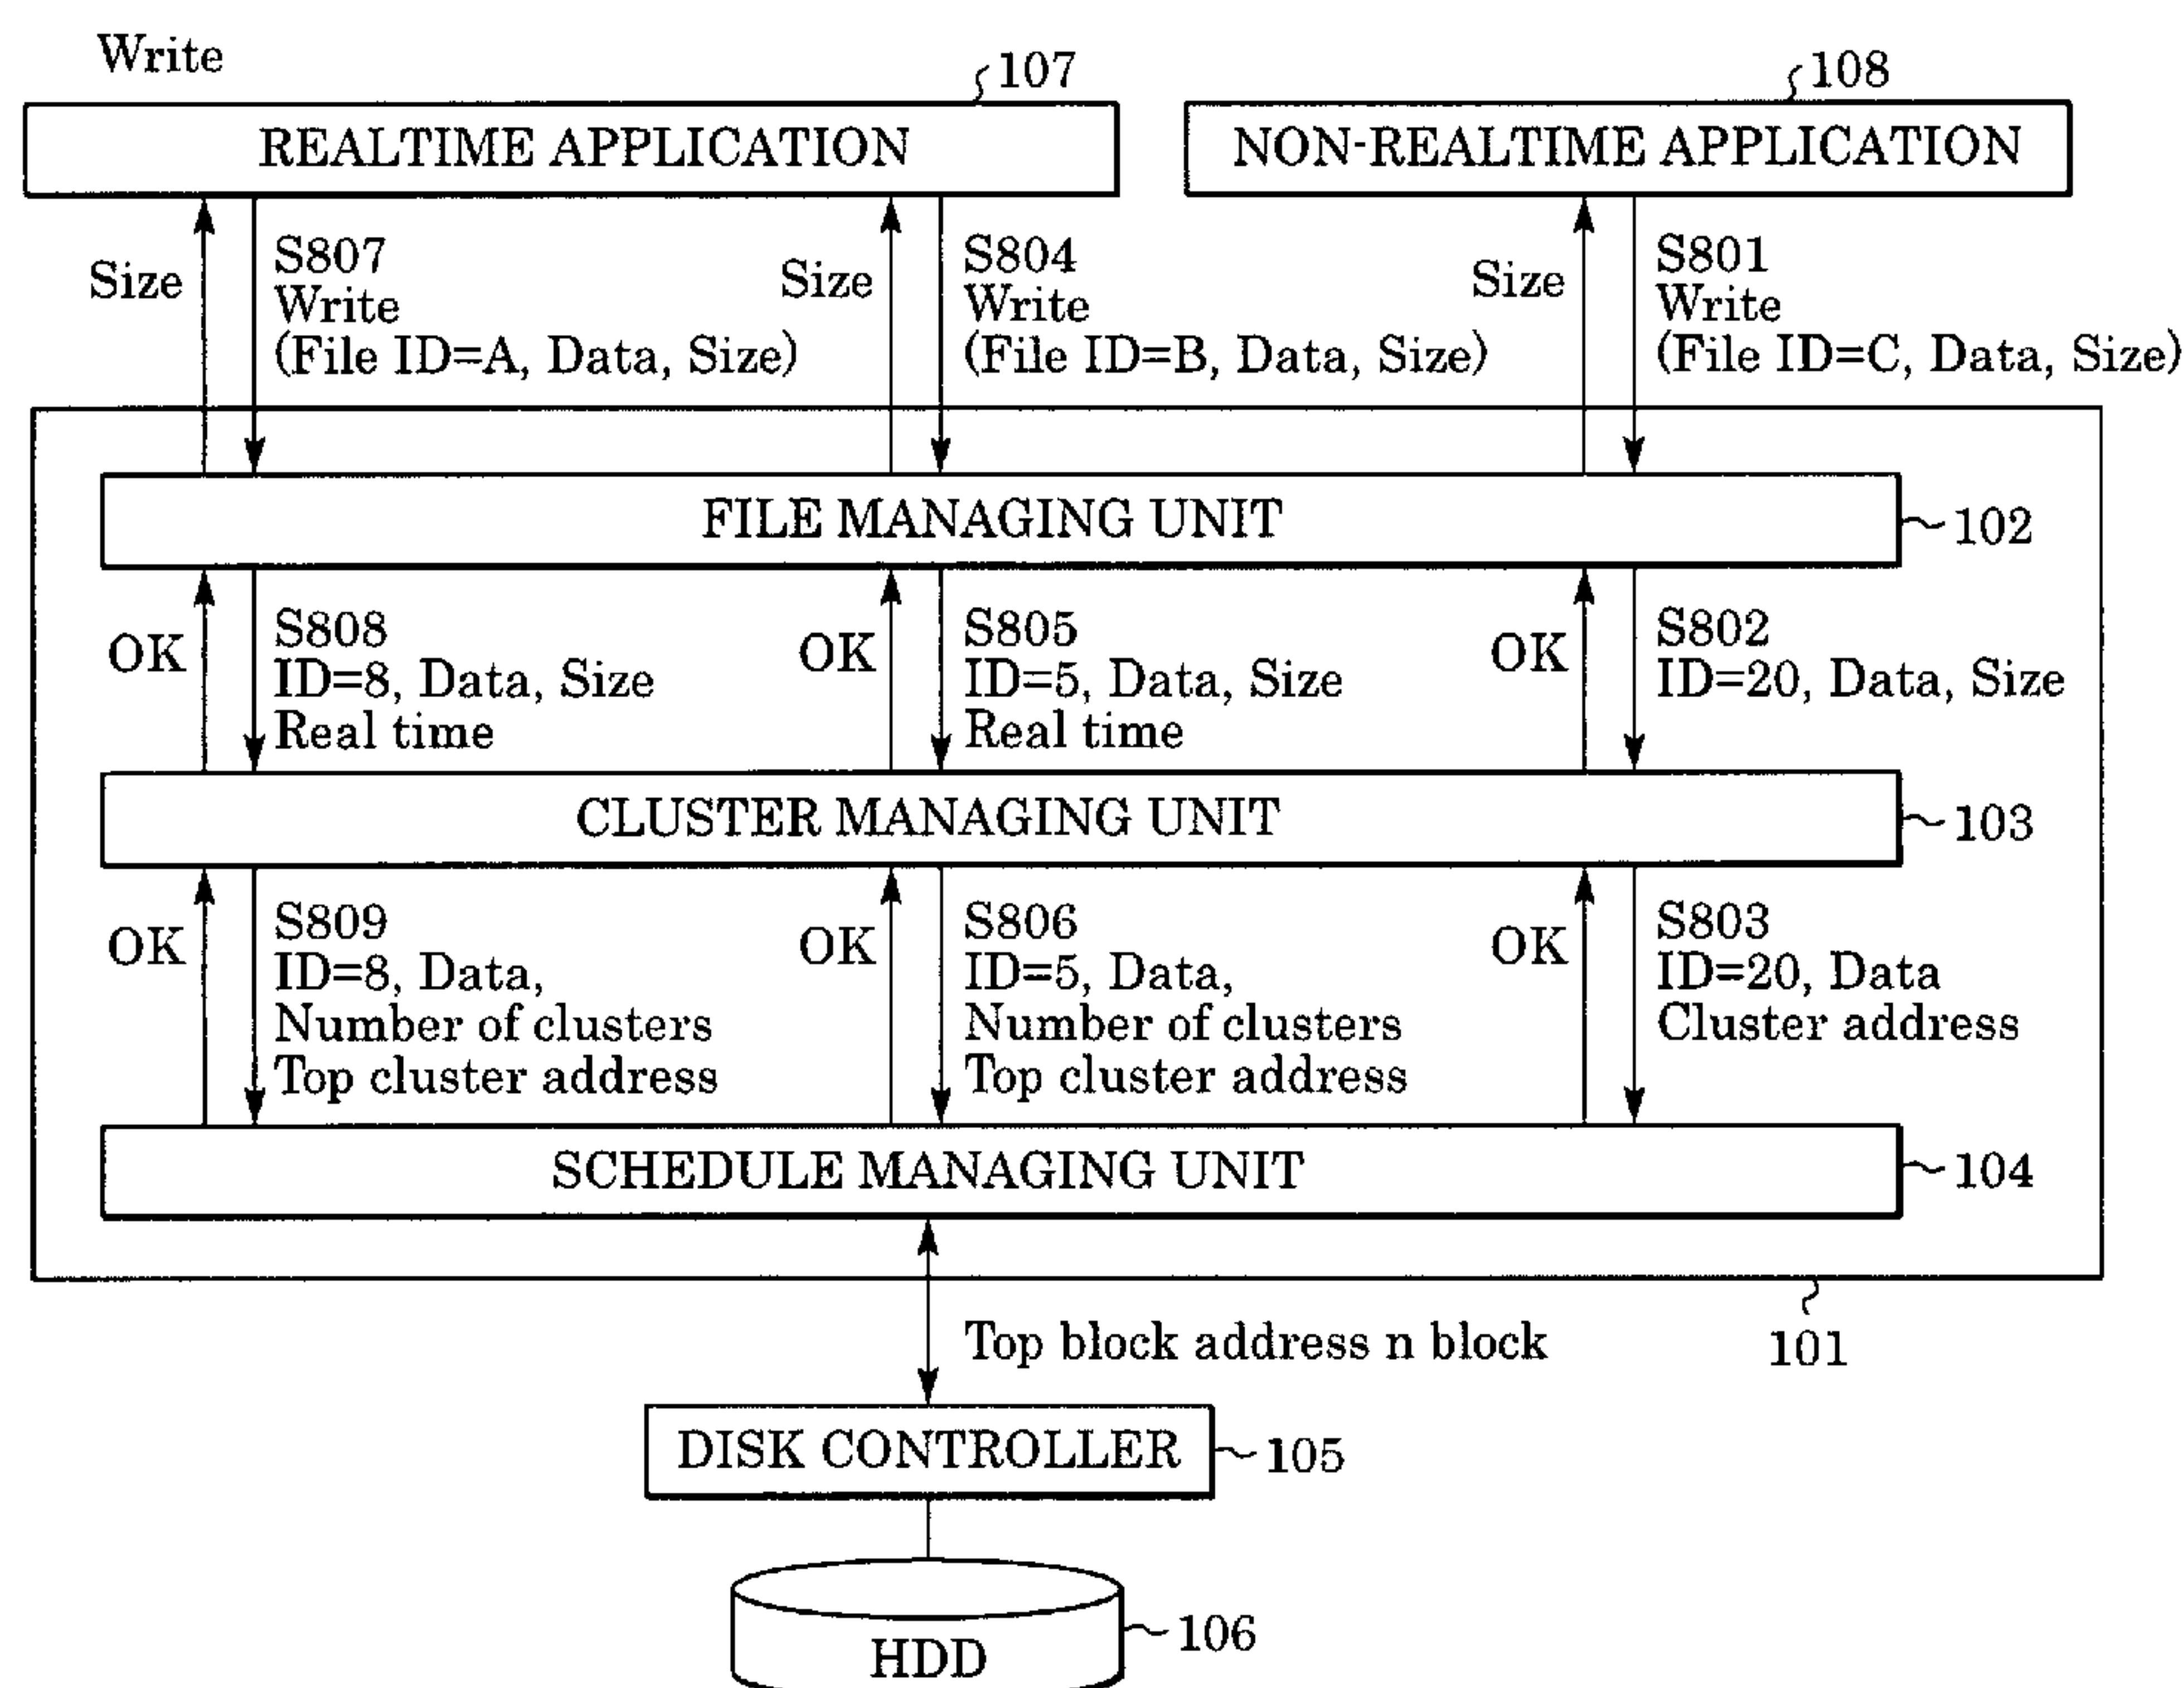 Write
107
108
REALTIME APPLICATION
NON-REALTIME APPLICATION
Size
S807
Write
(File ID=A, Data, Size)
Size
S804
Write
(File ID=B, Data, Size)
Size
S801
Write
(File ID=C, Data, Size)
FILE MANAGING UNIT
102
OK
S808
ID=8, Data, Size
Real time
OK
S805
ID=5, Data, Size
Real time
OK
S802
ID=20, Data, Size
CLUSTER MANAGING UNIT
103
OK
S809
ID=8, Data,
Number of clusters
Top cluster address
OK
S806
ID=5, Data,
Number of clusters
Top cluster address
OK
S803
ID=20, Data
Cluster address
SCHEDULE MANAGING UNIT
104
Top block address n block
101
DISK CONTROLLER
105
HDD
106